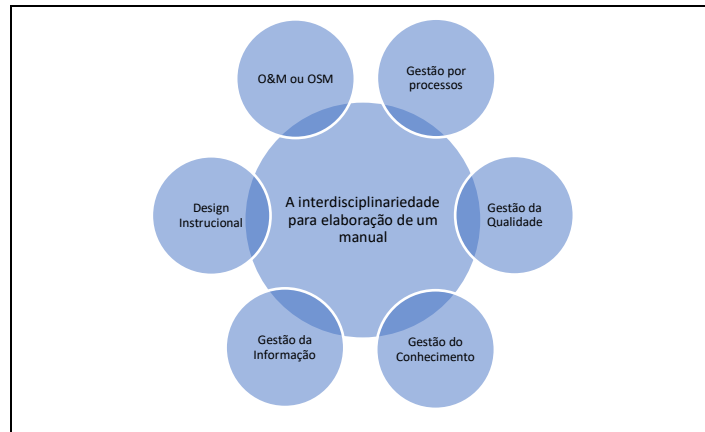 O&M ou OSM
Gestão por
processos
Design
Instrucional
A interdisciplinariedade
para elaboração de um
manual
Gestão da
Qualidade
Gestão da
Informação
Gestão do
Conhecimento